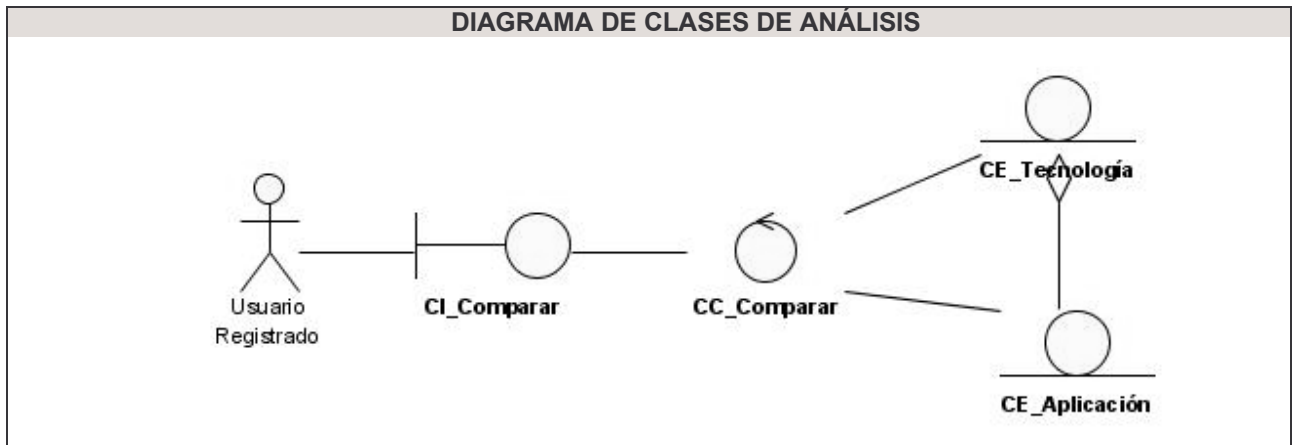 DIAGRAMA DE CLASES DE ANÁLISIS
CE_Tecnología
Usuario
Registrado
CI_Comparar
CC_Comparar
CE_Aplicación